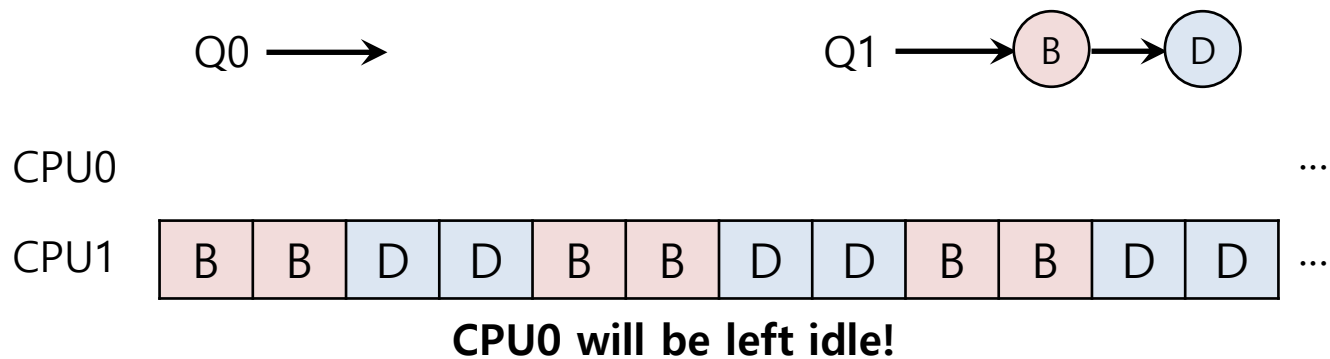 Q0 Q1 B D
CPU0 ...
CPU1 B B D D B B D D B B D D ...
CPU0 will be left idle!